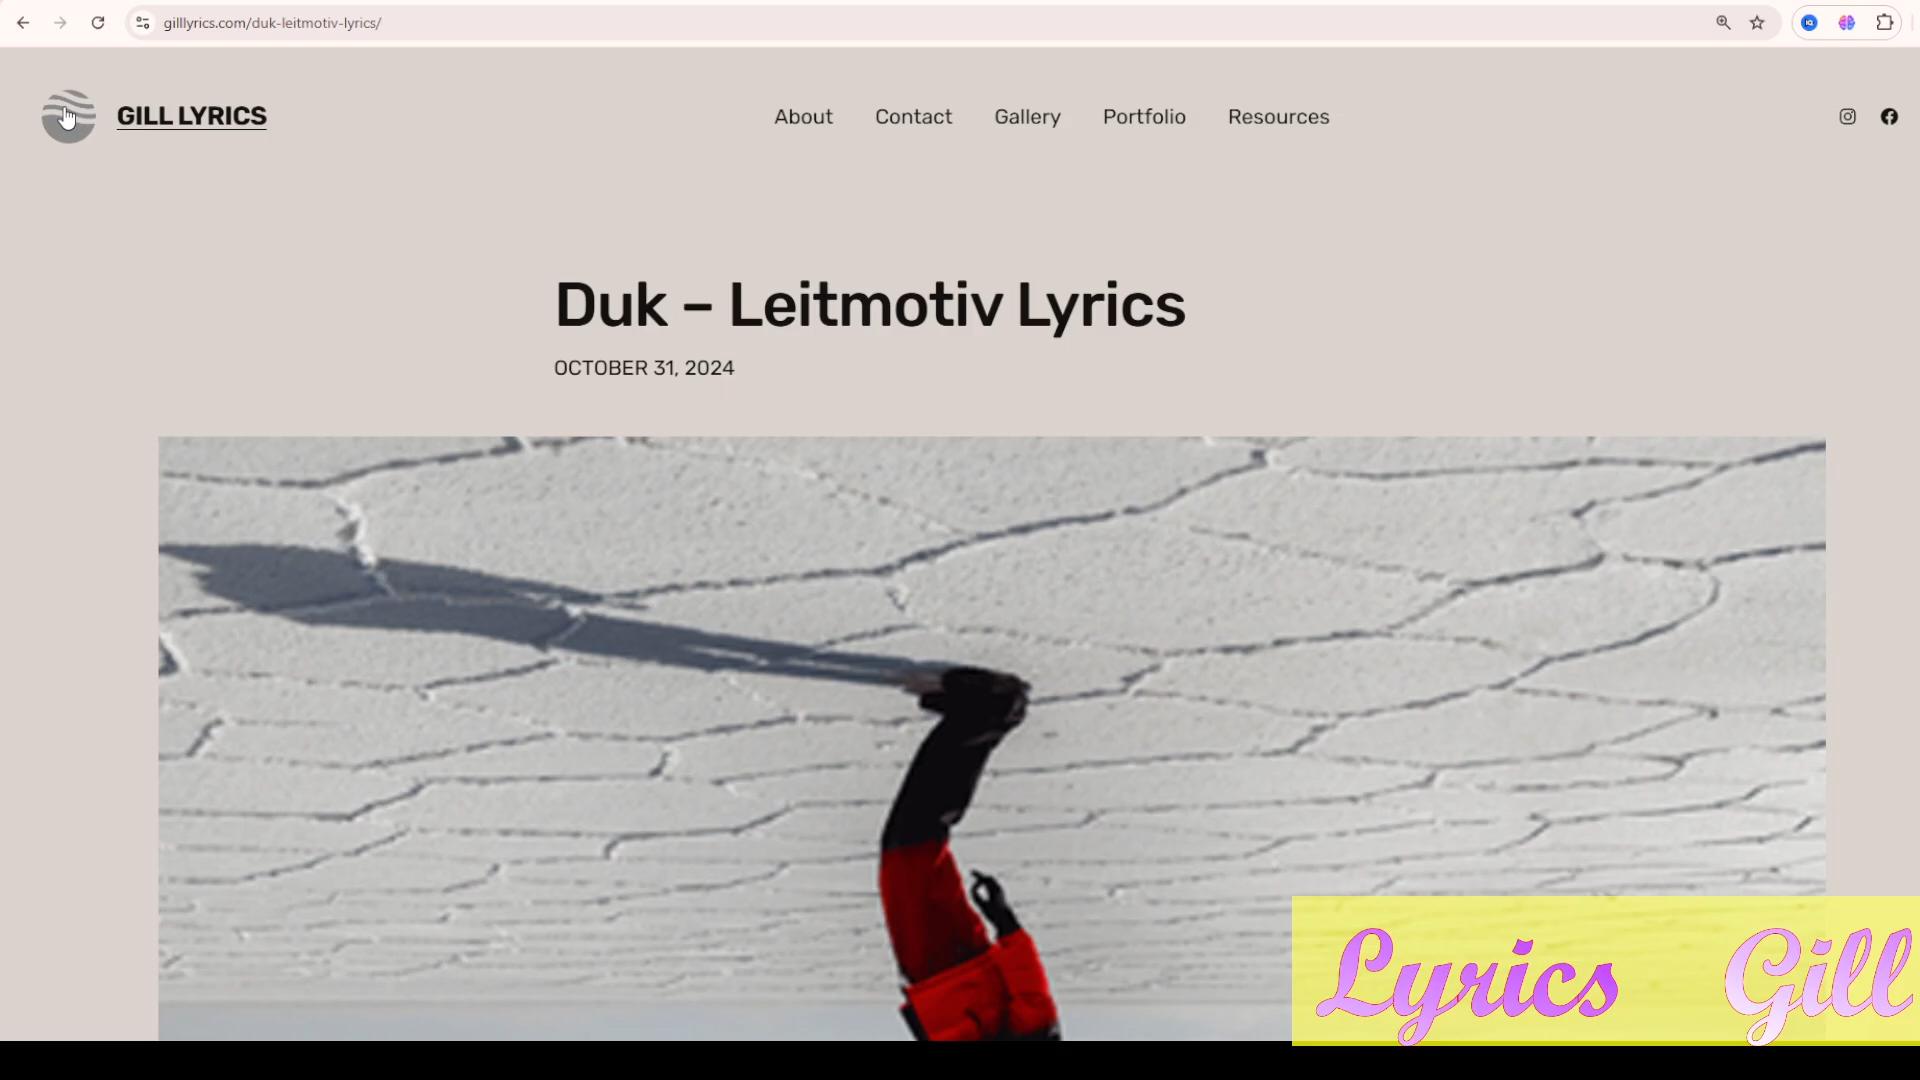 gilllyrics.com/duk-leitmotiv-lyrics/
GILL LYRICS
About Contact Gallery Portfolio Resources
Duk – Leitmotiv Lyrics
OCTOBER 31, 2024
Lyrics Gill